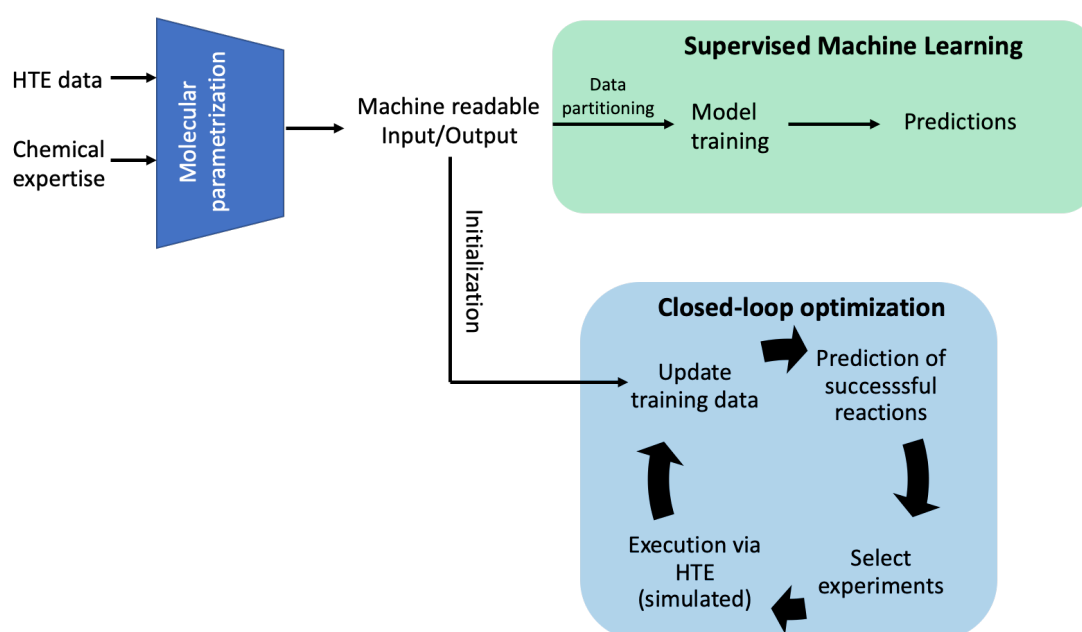 HTE data
Chemical
expertise
Molecular
parametrization
Machine readable
Input/Output
Initialization
Supervised Machine Learning
Data
partitioning
Model
training
Predictions
Closed-loop optimization
Update
training data
Prediction of
successsful
reactions
Select
experiments
Execution via
HTE
(simulated)